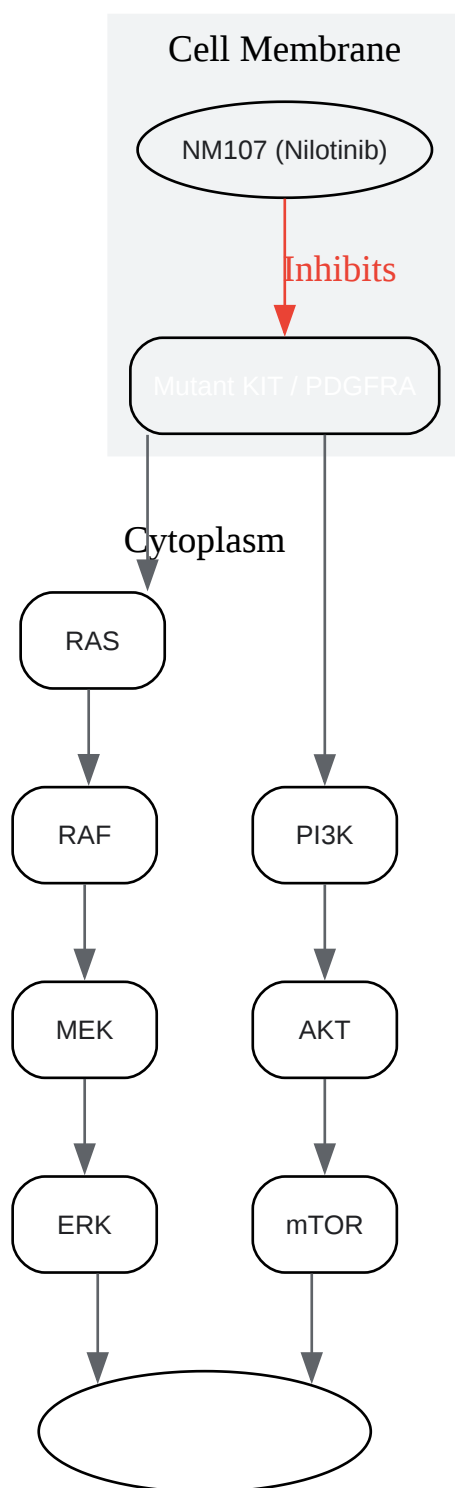 Cell Membrane
NM107 (Nilotinib)
Inhibits
Mutant KIT / PDGFRA
Cytoplasm
RAS
RAF
PI3K
MEK
AKT
ERK
mTOR